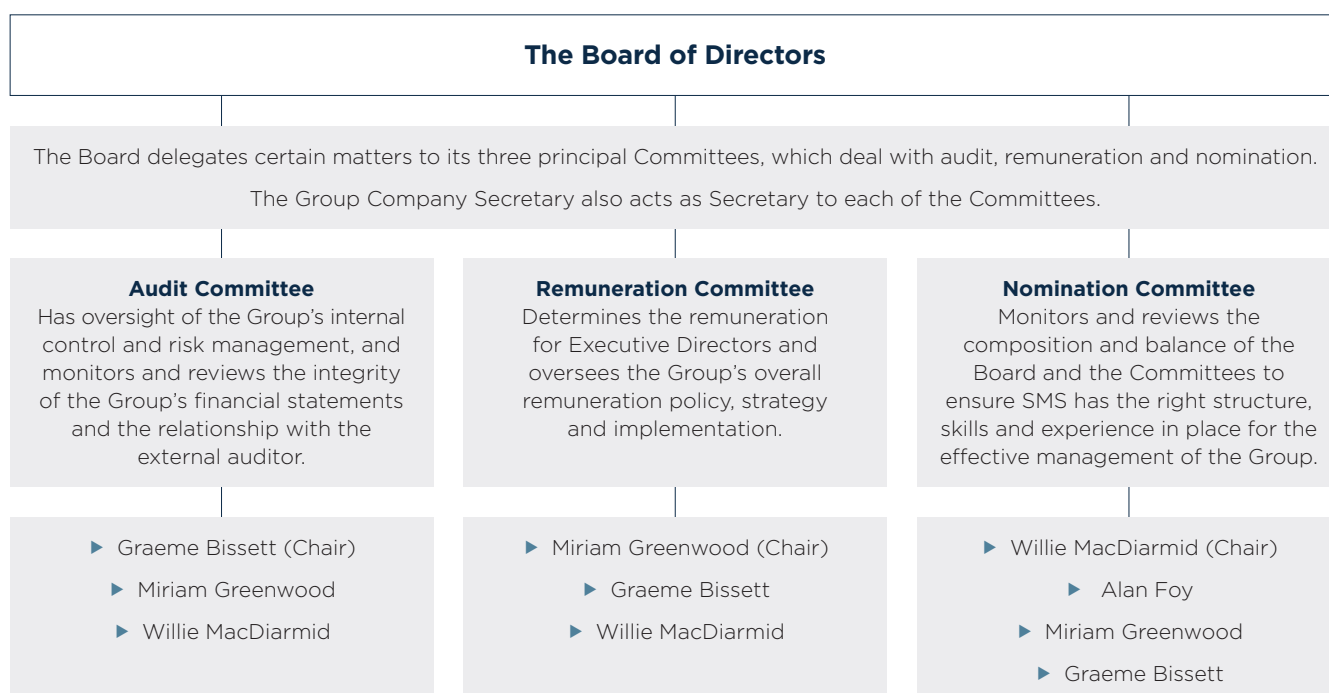 The Board of Directors
The Board delegates certain matters to its three principal Committees, which deal with audit, remuneration and nomination.
The Group Company Secretary also acts as Secretary to each of the Committees.
Audit Committee
Has oversight of the Group’s internal
control and risk management, and
monitors and reviews the integrity
of the Group’s financial statements
and the relationship with the
external auditor.
Remuneration Committee
Determines the remuneration
for Executive Directors and
oversees the Group’s overall
remuneration policy, strategy
and implementation.
Nomination Committee
Monitors and reviews the
composition and balance of the
Board and the Committees to
ensure SMS has the right structure,
skills and experience in place for the
effective management of the Group.
▶ Graeme Bissett (Chair)
▶ Miriam Greenwood
▶ Willie MacDiarmid
▶ Miriam Greenwood (Chair)
▶ Graeme Bissett
▶ Willie MacDiarmid
▶ Willie MacDiarmid (Chair)
▶ Alan Foy
▶ Miriam Greenwood
▶ Graeme Bissett